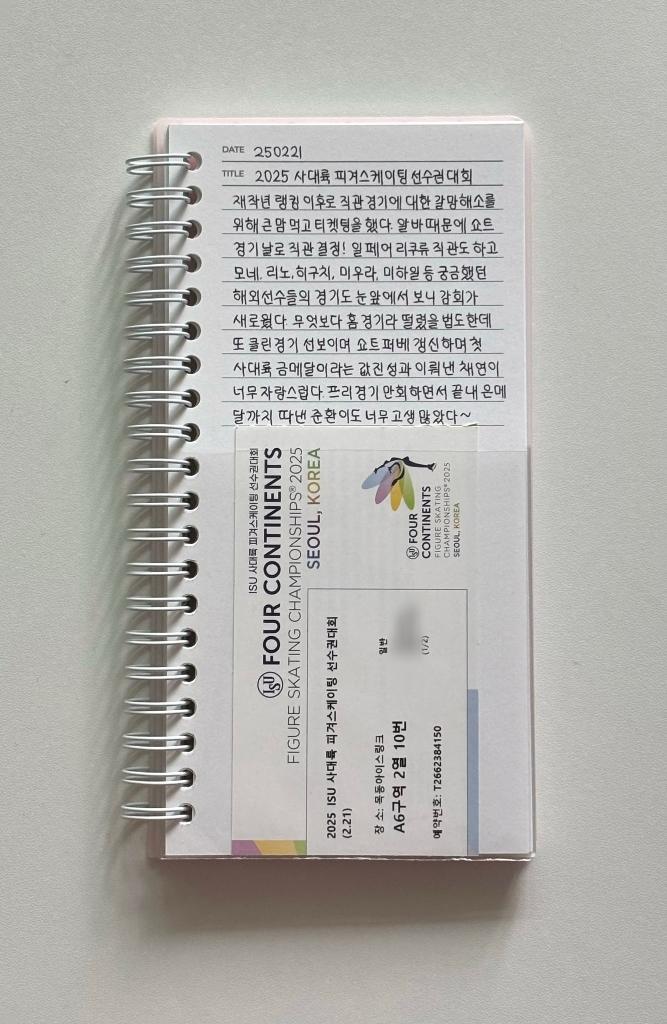 DATE 250221
TITLE 2025 사대륙 피겨스케이팅 선수권대회
재작년 랭킹 이후로 직관경기에 대한 갈망해소를
위해 큰 맘 먹고 티켓팅을 했다. 알바 때문에 쇼트
경기 날로 직관 결정! 일 페어 리쿠류 직관도 하고
모네, 리노, 히구치, 미우라, 미하일 등 궁금했던
해외선수들의 경기도 눈 앞에서 보니 감회가
새로웠다. 무엇보다 홈 경기라 떨렸을 법도 한데
또 클린경기 선보이며 쇼트 퍼베 갱신하며 첫
사대륙 금메달이라는 값진 성과 이뤄낸 채연이
너무 자랑스럽다. 프리경기 만회하면서 끝내 은메
달까지 따낸 준환이도 너무 고생 많았다~
ISU 사대륙 피겨스케이팅 선수권대회
ISU FOUR CONTINENTS
FIGURE SKATING CHAMPIONSHIPS® 2025
SEOUL, KOREA
ISU FOUR
CONTINENTS
FIGURE SKATING
CHAMPIONSHIPS® 2025
SEOUL, KOREA
2025 ISU 사대륙 피겨스케이팅 선수권대회
(2.21)
일반
(1/2)
장 소: 목동아이스링크
A6구역 2열 10번
예약번호: T2662384150